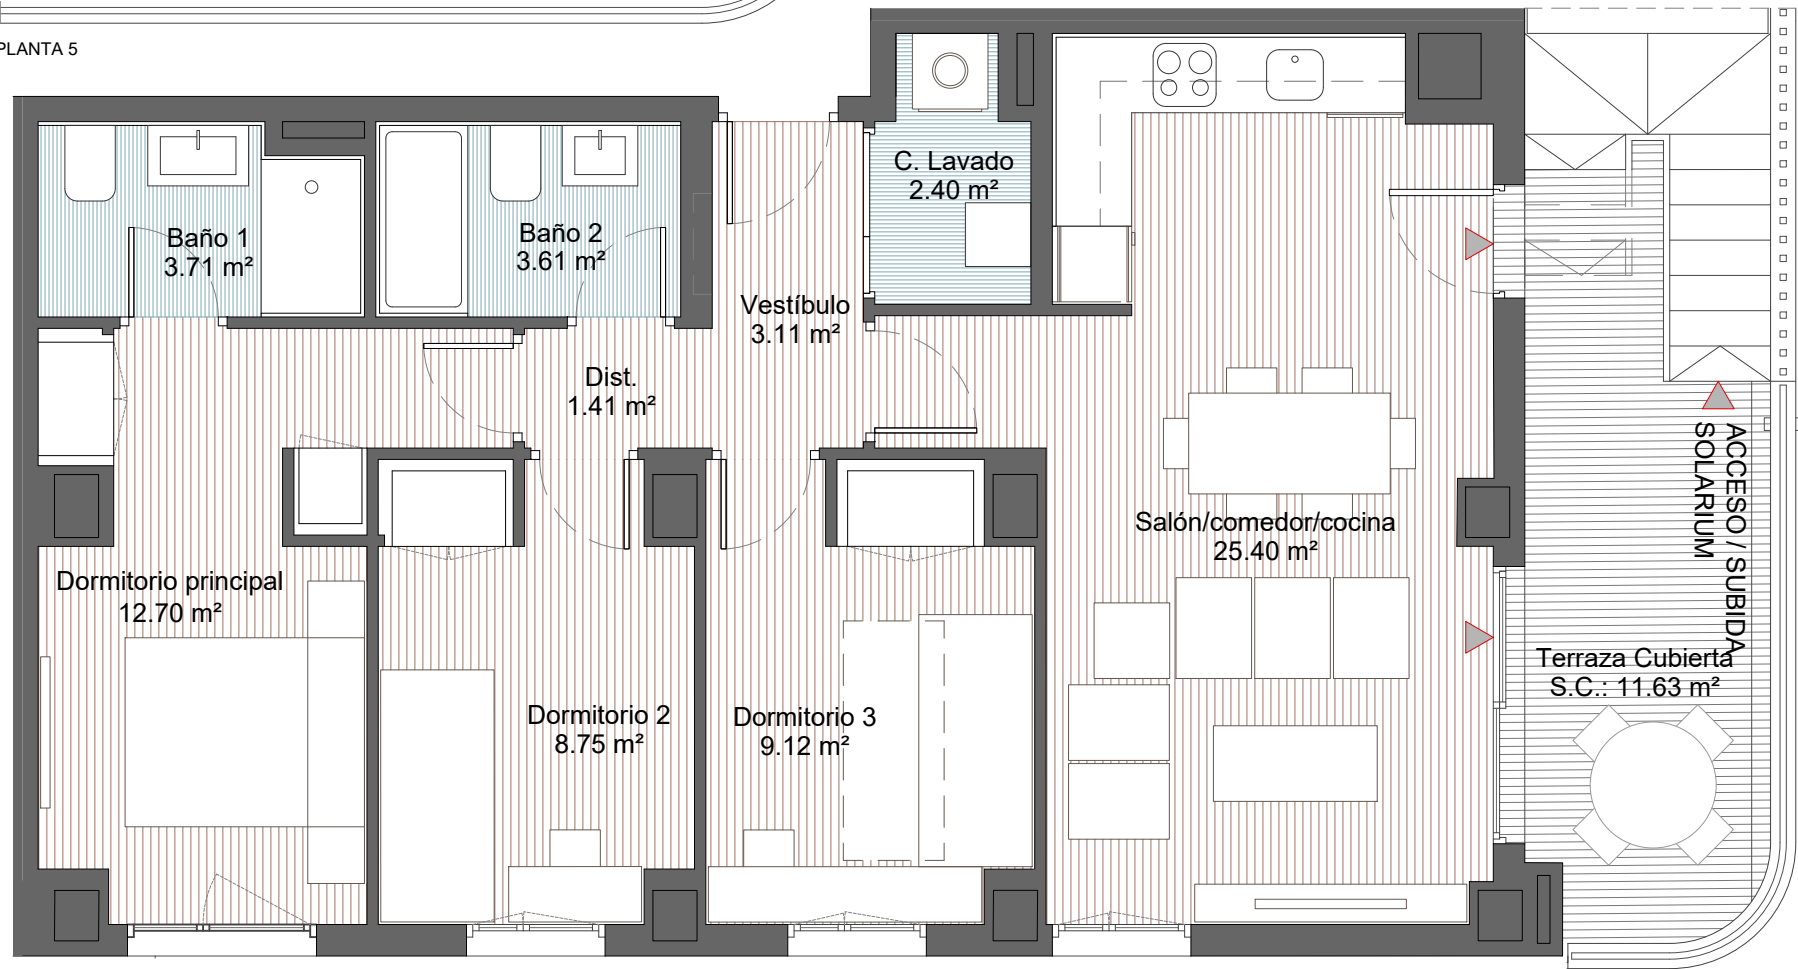 PLANTA 5
C. Lavado
2.40 m²
Baño 1
3.71 m²
Baño 2
3.61 m²
Vestíbulo
3.11 m²
Dist.
1.41 m²
ACCESO / SUBIDA
SOLARIUM
Salón/comedor/cocina
25.40 m²
Dormitorio principal
12.70 m²
Terraza Cubierta
S.C.: 11.63 m²
Dormitorio 2
8.75 m²
Dormitorio 3
9.12 m²